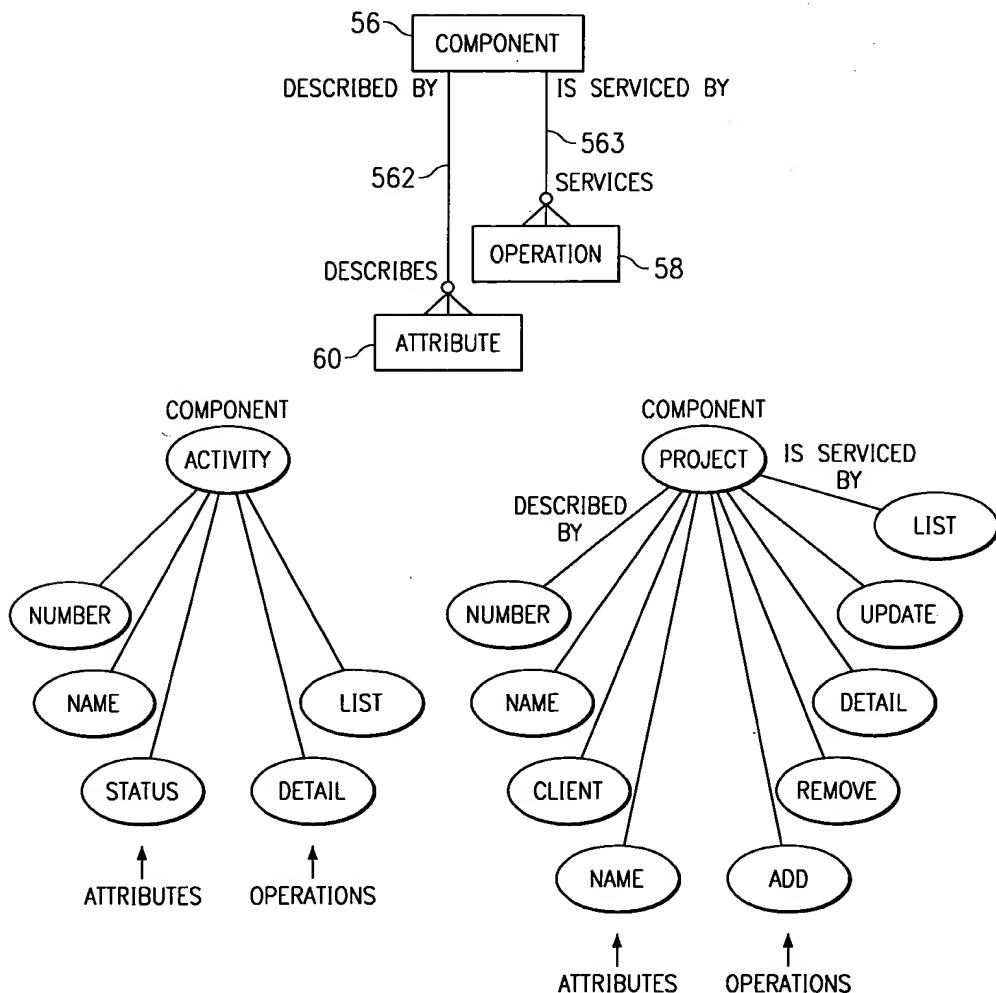 56
COMPONENT
DESCRIBED BY
IS SERVICED BY
563
562
SERVICES
OPERATION
58
DESCRIBES
60
ATTRIBUTE
COMPONENT
ACTIVITY
NUMBER
NAME
LIST
STATUS
DETAIL
ATTRIBUTES
OPERATIONS
COMPONENT
PROJECT
IS SERVICED
BY
DESCRIBED
BY
LIST
NUMBER
UPDATE
NAME
DETAIL
CLIENT
REMOVE
NAME
ADD
ATTRIBUTES
OPERATIONS